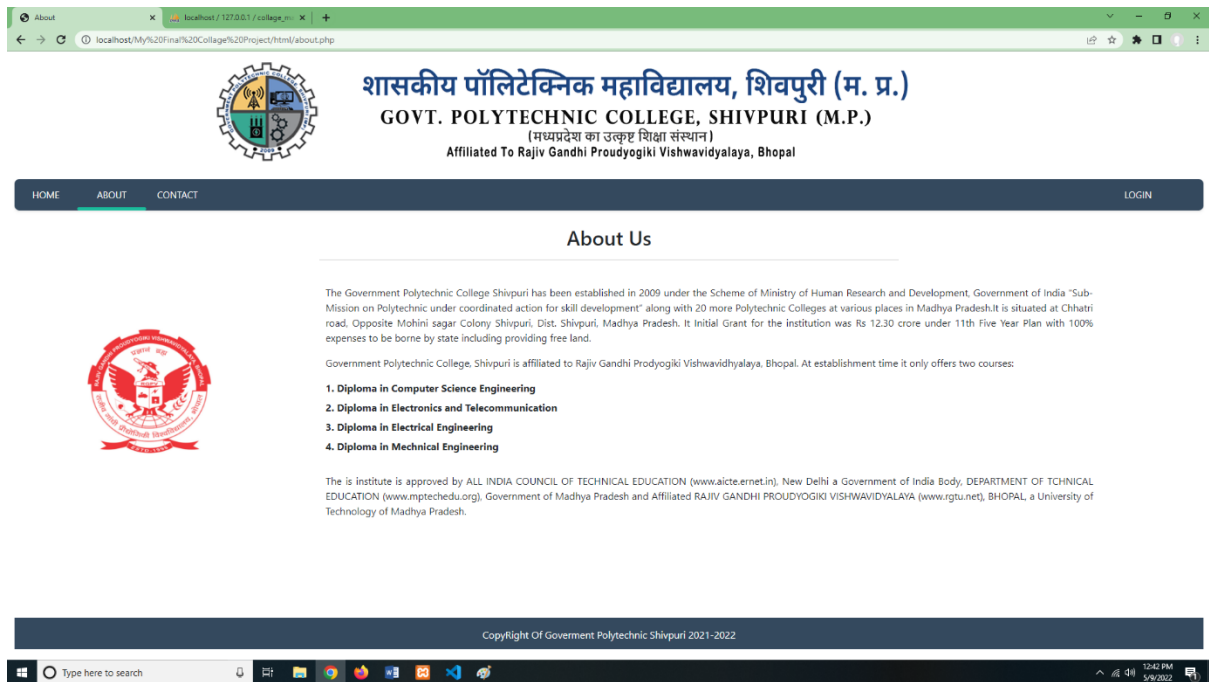 About
localhost / 127.0.0.1 / collage_m
localhost/My%20Final%20Collage%20Project/html/about.php
शासकीय पॉलिटेक्निक महाविद्यालय, शिवपुरी (म. प्र.)
GOVT. POLYTECHNIC COLLEGE, SHIVPURI (M.P.)
(मध्यप्रदेश का उत्कृष्ट शिक्षा संस्थान)
Affiliated To Rajiv Gandhi Proudyogiki Vishwavidyalaya, Bhopal
2009
HOME ABOUT CONTACT LOGIN
About Us
The Government Polytechnic College Shivpuri has been established in 2009 under the Scheme of Ministry of Human Research and Development, Government of India "Sub-
Mission on Polytechnic under coordinated action for skill development" along with 20 more Polytechnic Colleges at various places in Madhya Pradesh.It is situated at Chhatri
road, Opposite Mohini sagar Colony Shivpuri, Dist. Shivpuri, Madhya Pradesh. It Initial Grant for the institution was Rs 12.30 crore under 11th Five Year Plan with 100%
expenses to be borne by state including providing free land.
Government Polytechnic College, Shivpuri is affiliated to Rajiv Gandhi Prodyogiki Vishwavidhyalaya, Bhopal. At establishment time it only offers two courses:
1. Diploma in Computer Science Engineering
2. Diploma in Electronics and Telecommunication
3. Diploma in Electrical Engineering
4. Diploma in Mechnical Engineering
The is institute is approved by ALL INDIA COUNCIL OF TECHNICAL EDUCATION (www.aicte.ernet.in), New Delhi a Government of India Body, DEPARTMENT OF TCHNICAL
EDUCATION (www.mptechedu.org), Government of Madhya Pradesh and Affiliated RAJIV GANDHI PROUDYOGIKI VISHWAVIDYALAYA (www.rgtu.net), BHOPAL, a University of
Technology of Madhya Pradesh.
RAJIV GANDHI PROUDYOGIKI VISHWAVIDYALAYA, BHOPAL
RGPV
ESTD.1998
CopyRight Of Goverment Polytechnic Shivpuri 2021-2022
Type here to search
12:42 PM
5/9/2022